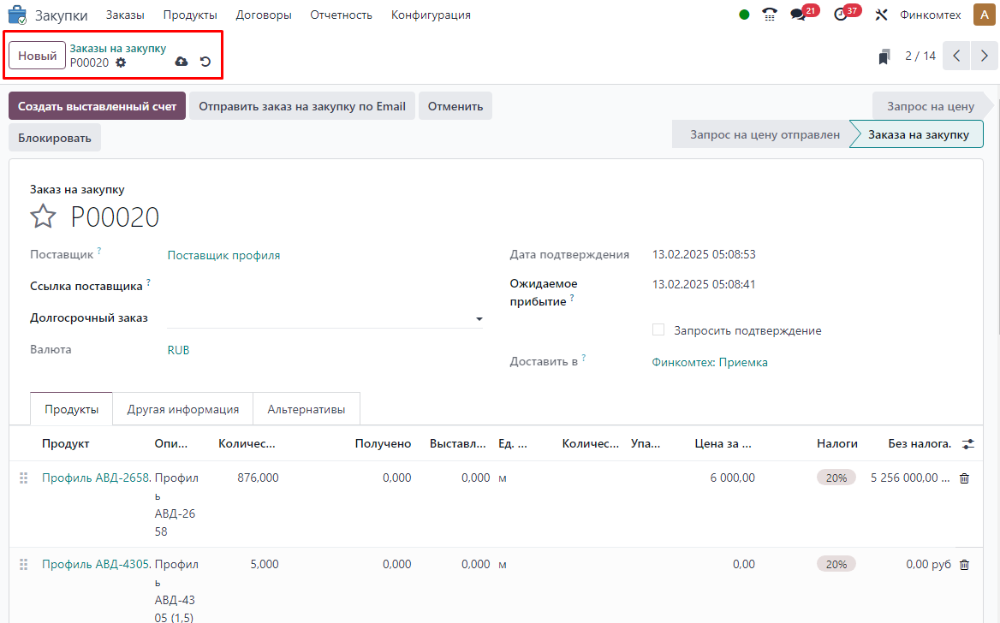 Закупки Заказы Продукты Договоры Отчетность Конфигурация 21 37 Финкомтех A
Новый Заказы на закупку
P00020 2 / 14
Создать выставленный счет Отправить заказ на закупку по Email Отменить Запрос на цену
Блокировать Запрос на цену отправлен Заказа на закупку
Заказ на закупку
P00020
Поставщик ? Поставщик профиля Дата подтверждения 13.02.2025 05:08:53
Ссылка поставщика ? Ожидаемое 13.02.2025 05:08:41
прибытие ?
Долгосрочный заказ
Запросить подтверждение
Валюта RUB
Доставить в ? Финкомтех: Приемка
Продукты Другая информация Альтернативы
Продукт Опи... Количес... Получено Выставл... Ед. ... Количес... Упа... Цена за ... Налоги Без налога.
Профиль АВД-2658. Профил 876,000 0,000 0,000 м 6 000,00 20% 5 256 000,00 ...
ь
АВД-26
58
Профиль АВД-4305. Профил 5,000 0,000 0,000 м 0,00 20% 0,00 руб
ь
АВД-43
05 (1,5)